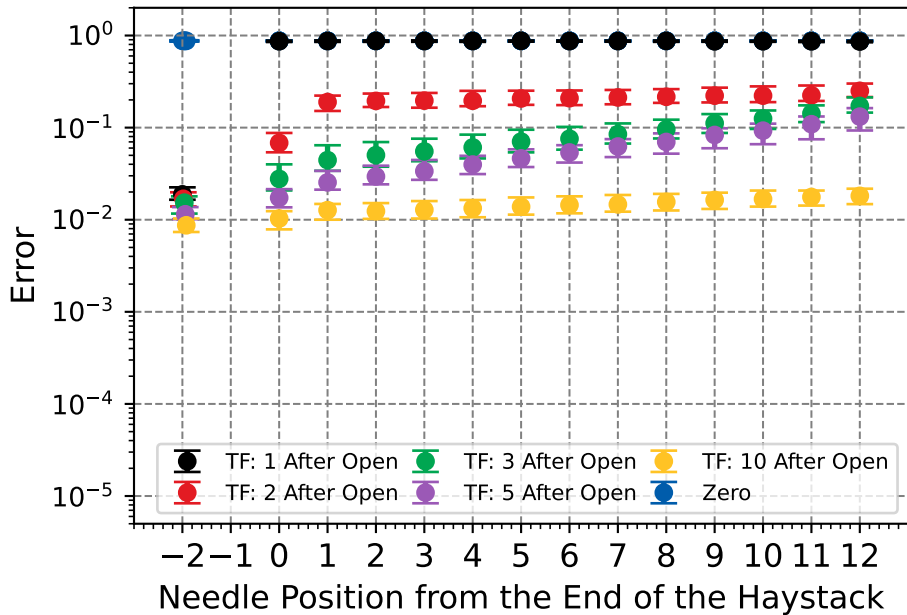 10⁰
10⁻¹
10⁻²
10⁻³
10⁻⁴
10⁻⁵
Error
TF: 1 After Open TF: 3 After Open TF: 10 After Open
TF: 2 After Open TF: 5 After Open Zero
−2 −1 0 1 2 3 4 5 6 7 8 9 10 11 12
Needle Position from the End of the Haystack